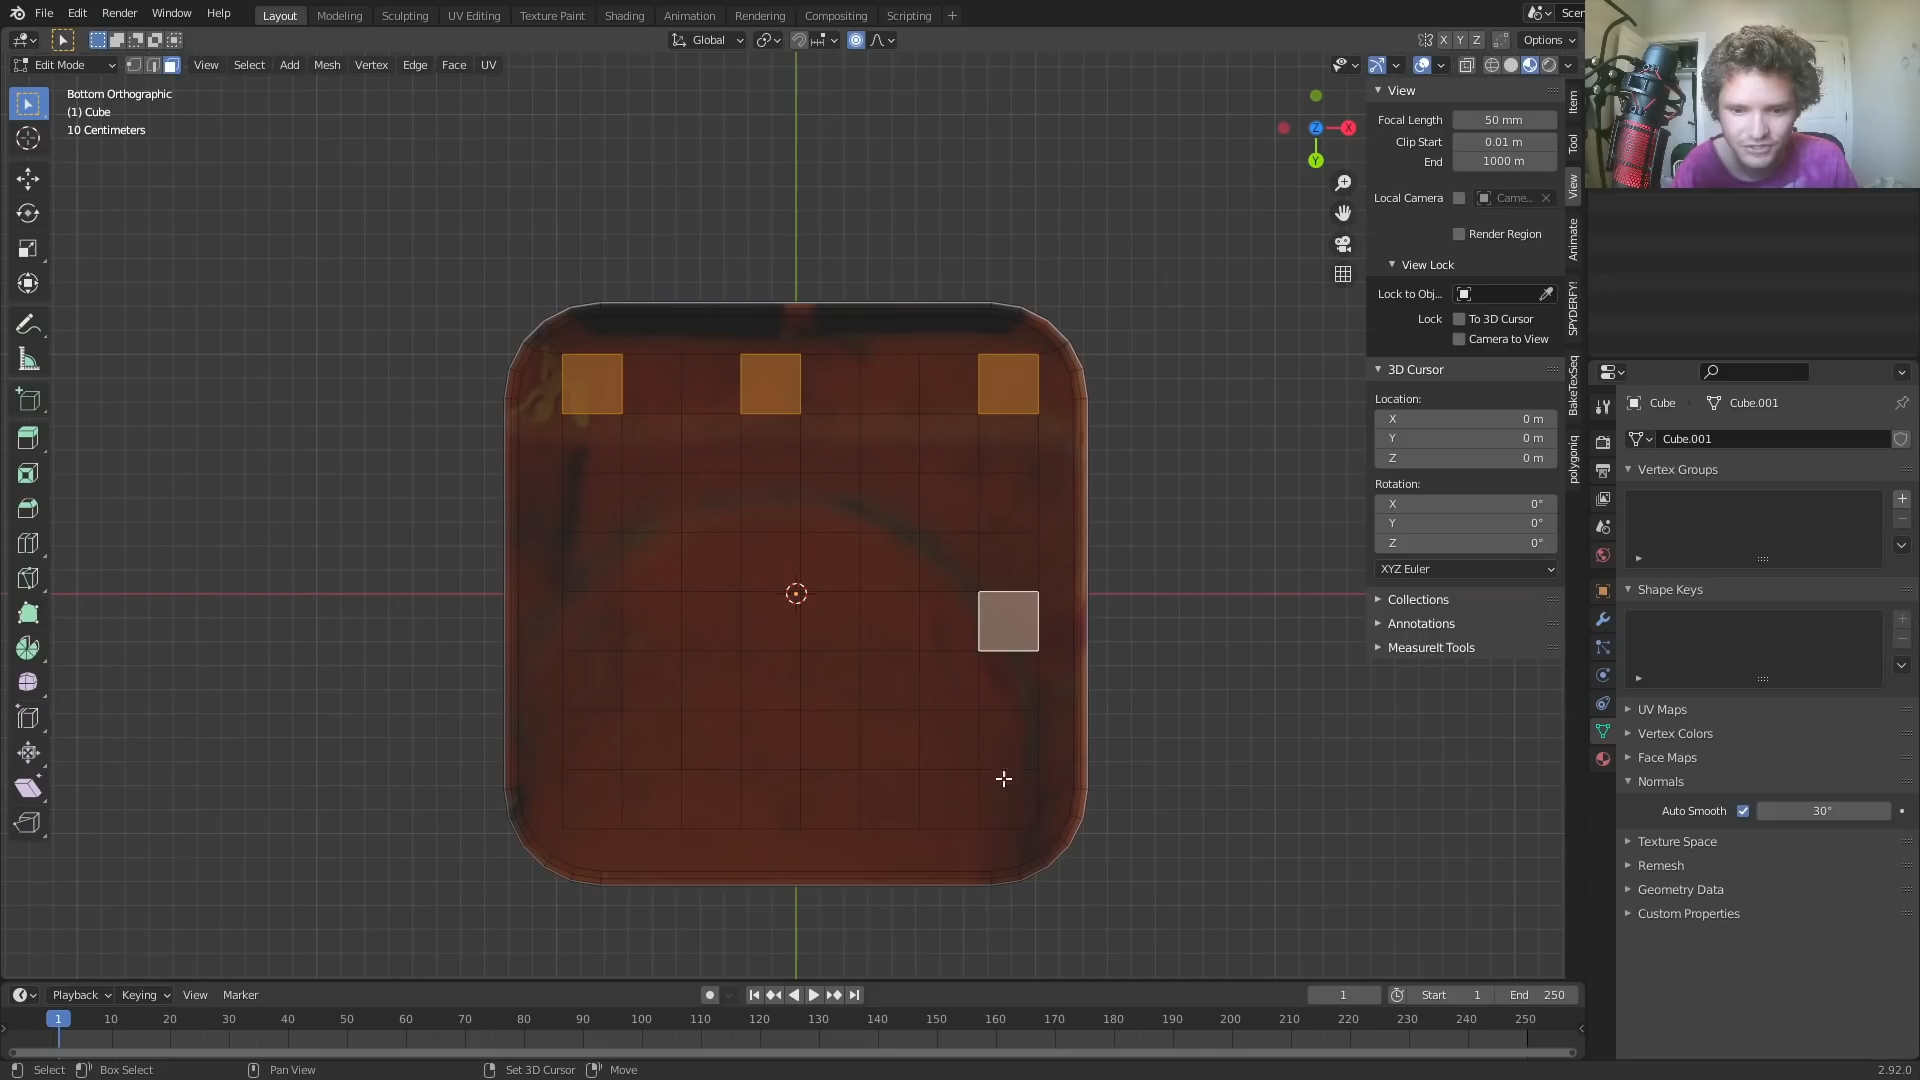 File Edit Render Window Help Layout Modeling Sculpting UV Editing Texture Paint Shading Animation Rendering Compositing Scripting + Scer
Global X Y Z Options
Edit Mode View Select Add Mesh Vertex Edge Face UV
Bottom Orthographic
(1) Cube
10 Centimeters
X
Z
Y
View
Focal Length 50 mm
Clip Start 0.01 m
End 1000 m
Local Camera Came...
Render Region
View Lock
Lock to Obj...
Lock To 3D Cursor
Camera to View
3D Cursor
Location:
X 0 m
Y 0 m
Z 0 m
Rotation:
X 0°
Y 0°
Z 0°
XYZ Euler
Collections
Annotations
MeasureIt Tools
Item
Tool
View
Animate
SPYDERFY!
BakeTexSeq
polygoniq
Cube Cube.001
Cube.001
Vertex Groups
Shape Keys
UV Maps
Vertex Colors
Face Maps
Normals
Auto Smooth 30°
Texture Space
Remesh
Geometry Data
Custom Properties
Playback Keying View Marker 1 Start 1 End 250
1 10 20 30 40 50 60 70 80 90 100 110 120 130 140 150 160 170 180 190 200 210 220 230 240 250
Select Box Select Pan View Set 3D Cursor Move 2.92.0